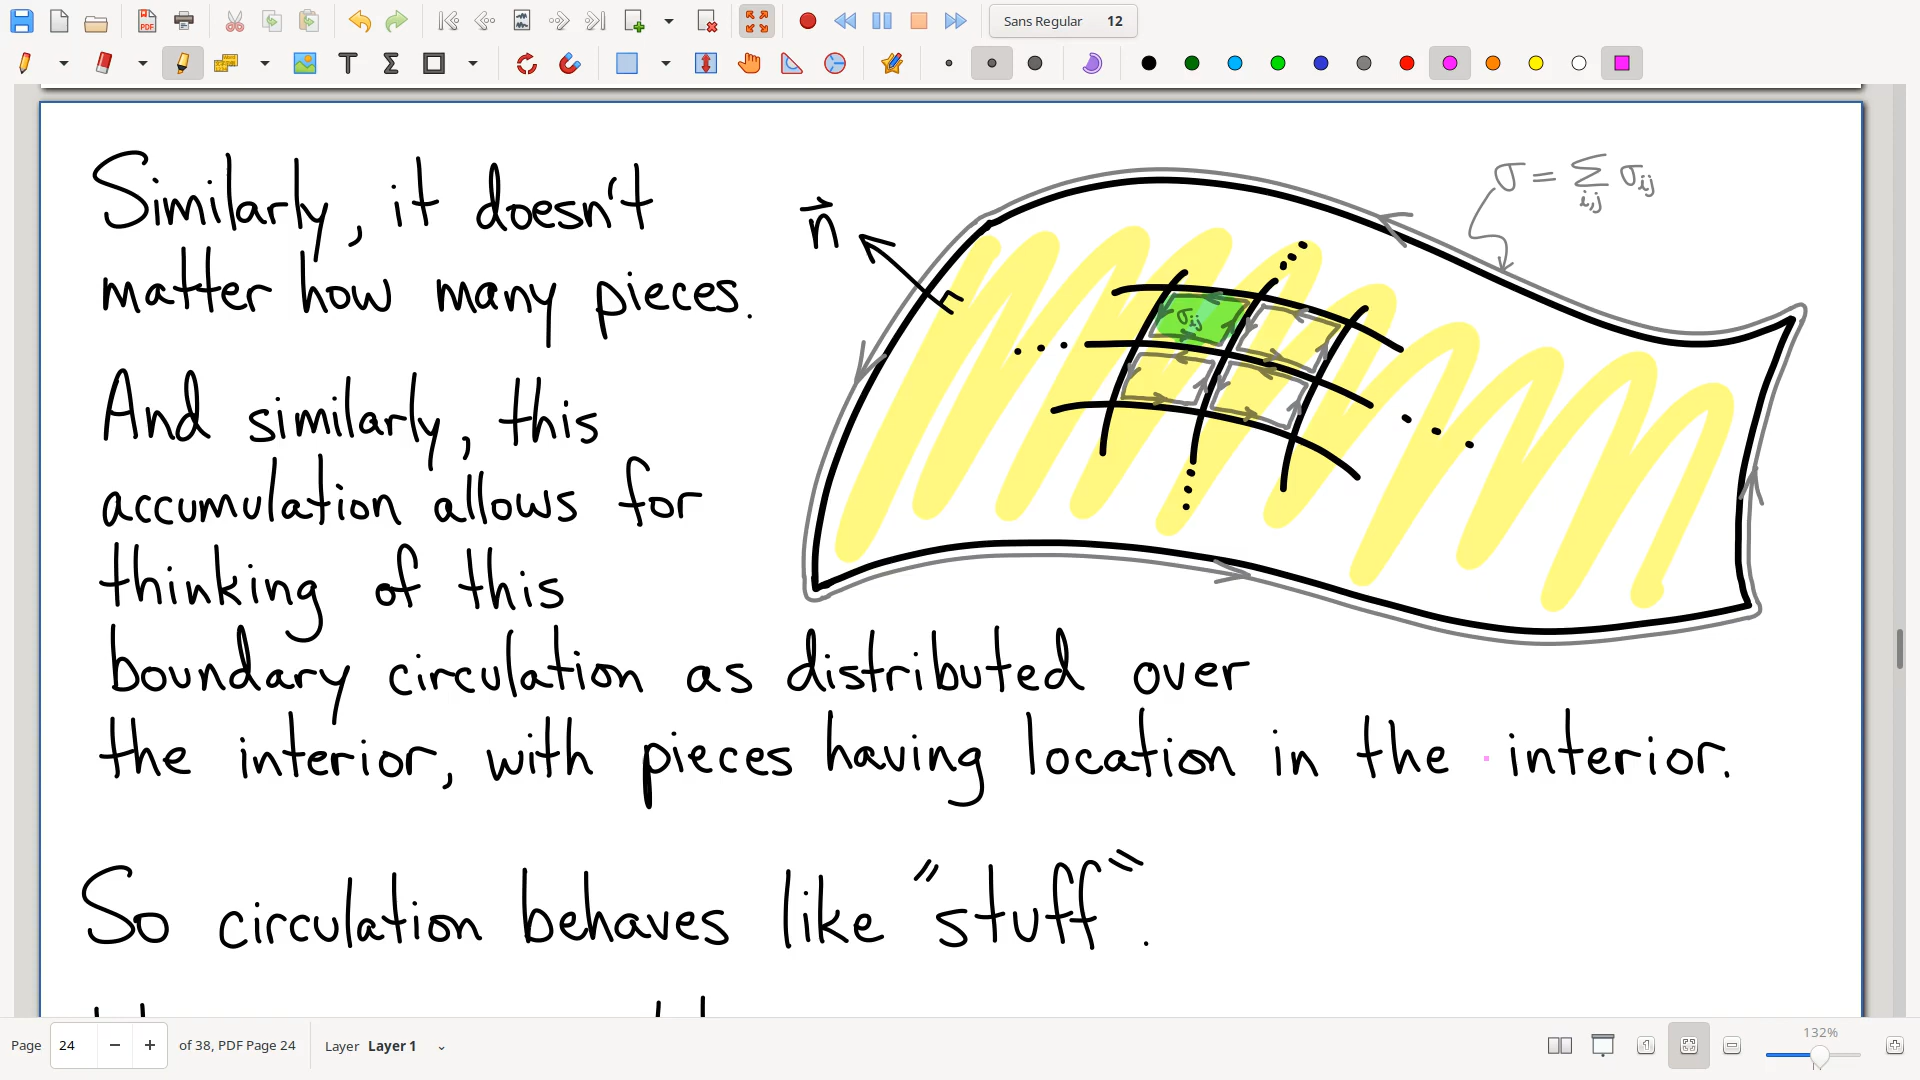 Sans Regular 12
Similarly, it doesn't
matter how many pieces.
And similarly, this
accumulation allows for
thinking of this
boundary circulation as distributed over
the interior, with pieces having location in the interior.
So circulation behaves like "stuff".
n⃗
σ = Σ σij
i,j
σij
Page 24 of 38, PDF Page 24 Layer Layer 1 132%